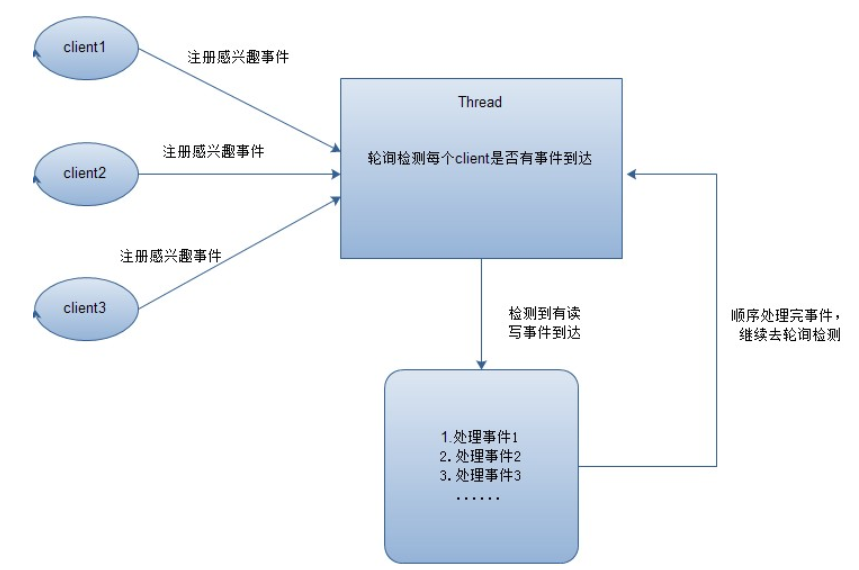 client1
注册感兴趣事件
client2
注册感兴趣事件
client3
注册感兴趣事件
Thread
轮询检测每个client是否有事件到达
检测到有读
写事件到达
顺序处理完事件，
继续去轮询检测
1.处理事件1
2.处理事件2
3.处理事件3
......